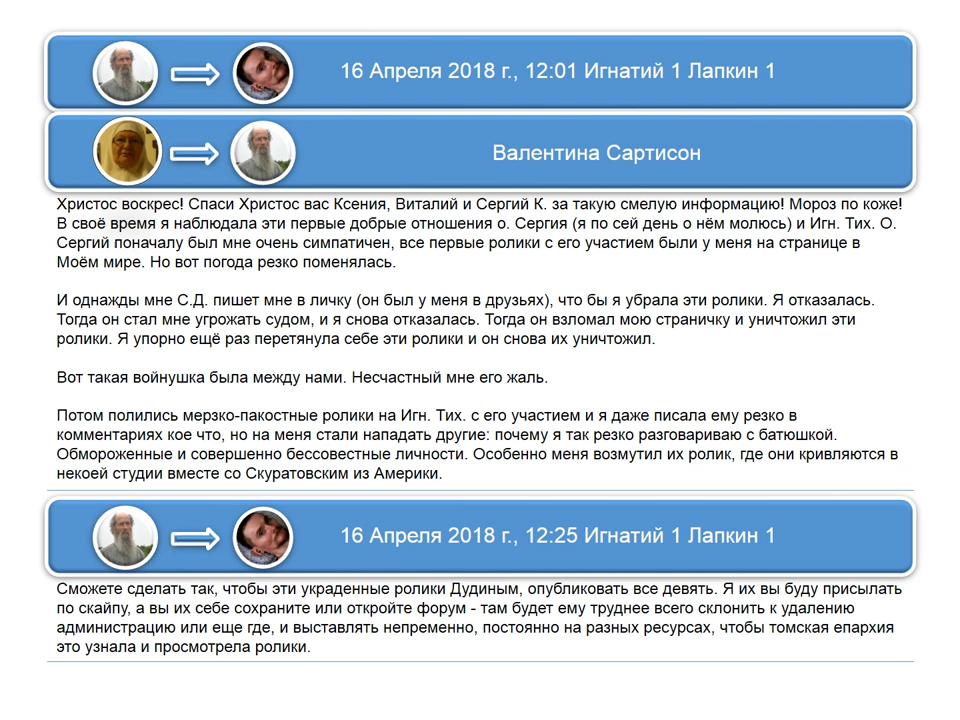 16 Апреля 2018 г., 12:01 Игнатий 1 Лапкин 1
Валентина Сартисон
Христос воскрес! Спаси Христос вас Ксения, Виталий и Сергий К. за такую смелую информацию! Мороз по коже!
В своё время я наблюдала эти первые добрые отношения о. Сергия (я по сей день о нём молюсь) и Игн. Тих. О.
Сергий поначалу был мне очень симпатичен, все первые ролики с его участием были у меня на странице в
Моём мире. Но вот погода резко поменялась.
И однажды мне С.Д. пишет мне в личку (он был у меня в друзьях), что бы я убрала эти ролики. Я отказалась.
Тогда он стал мне угрожать судом, и я снова отказалась. Тогда он взломал мою страничку и уничтожил эти
ролики. Я упорно ещё раз перетянула себе эти ролики и он снова их уничтожил.
Вот такая войнушка была между нами. Несчастный мне его жаль.
Потом полились мерзко-пакостные ролики на Игн. Тих. с его участием и я даже писала ему резко в
комментариях кое что, но на меня стали нападать другие: почему я так резко разговариваю с батюшкой.
Обмороженные и совершенно бессовестные личности. Особенно меня возмутил их ролик, где они кривляются в
некоей студии вместе со Скуратовским из Америки.
16 Апреля 2018 г., 12:25 Игнатий 1 Лапкин 1
Сможете сделать так, чтобы эти украденные ролики Дудиным, опубликовать все девять. Я их вы буду присылать
по скайпу, а вы их себе сохраните или откройте форум - там будет ему труднее всего склонить к удалению
администрацию или еще где, и выставлять непременно, постоянно на разных ресурсах, чтобы томская епархия
это узнала и просмотрела ролики.